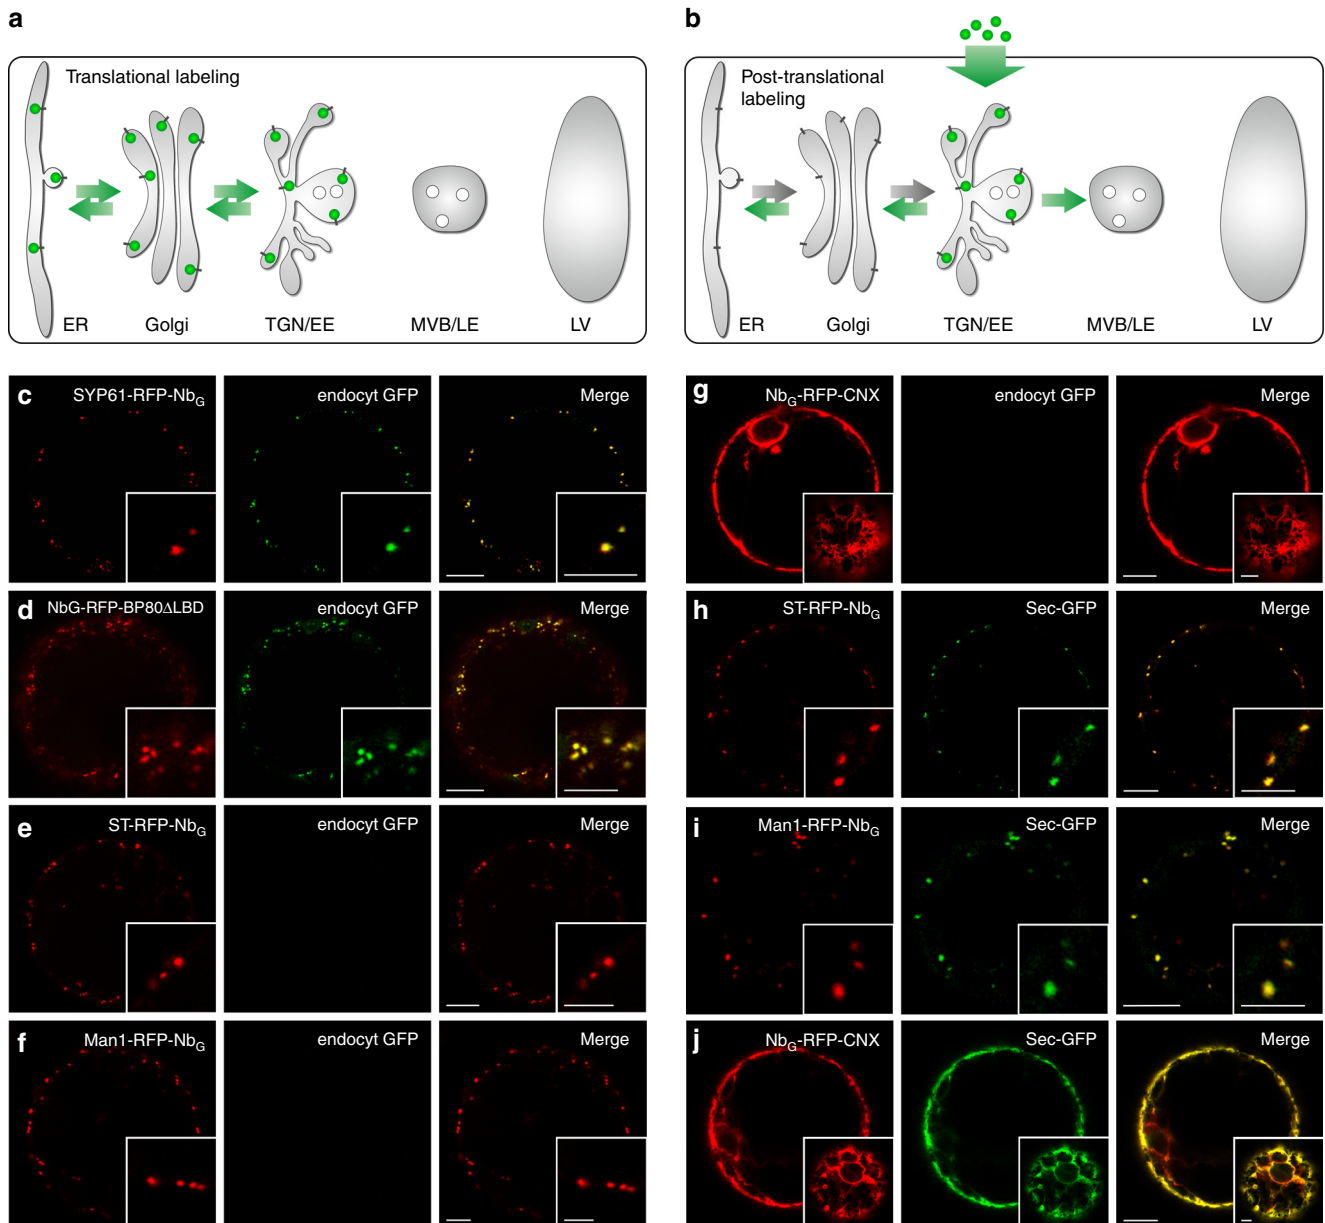 a
Translational labeling
ER
Golgi
TGN/EE
MVB/LE
LV
b
Post-translational
labeling
ER
Golgi
TGN/EE
MVB/LE
LV
c
SYP61-RFP-NbG
endocyt GFP
Merge
d
NbG-RFP-BP80ΔLBD
endocyt GFP
Merge
e
ST-RFP-NbG
endocyt GFP
Merge
f
Man1-RFP-NbG
endocyt GFP
Merge
g
NbG-RFP-CNX
endocyt GFP
Merge
h
ST-RFP-NbG
Sec-GFP
Merge
i
Man1-RFP-NbG
Sec-GFP
Merge
j
NbG-RFP-CNX
Sec-GFP
Merge